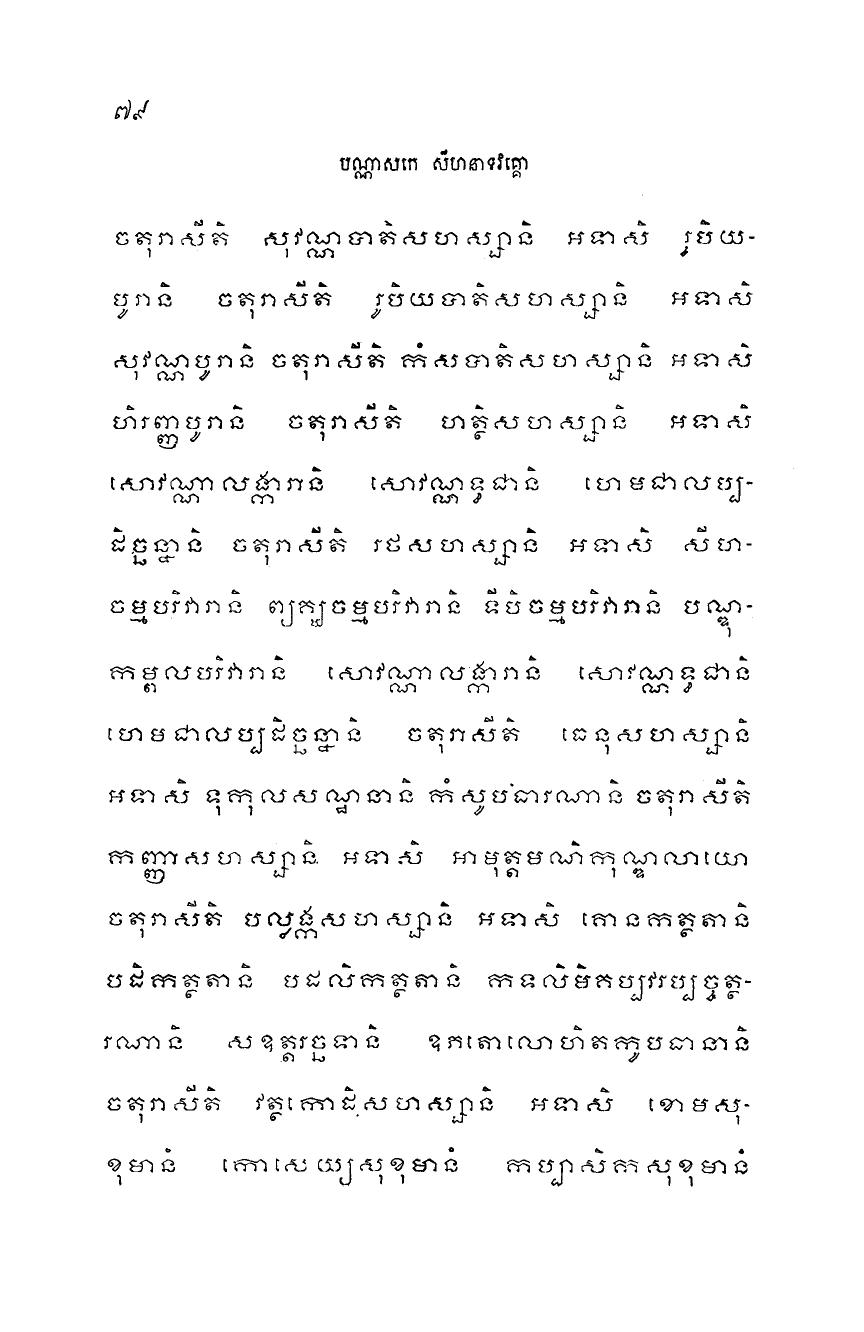 ៧៩
បណ្ណាសកេ សីហនាទវគ្គោ
ចតុរាសីតិ សុវណ្ណបាតិសហស្សានិ អទាសិ រូបិយ-
បូរានិ ចតុរាសីតិ រូបិយបាតិសហស្សានិ អទាសិ
សុវណ្ណបូរានិ ចតុរាសីតិ កំសបាតិសហស្សានិ អទាសិ
ហិរញ្ញបូរានិ ចតុរាសីតិ ហត្ថិសហស្សានិ អទាសិ
សោវណ្ណាលង្ការានិ សោវណ្ណទ្ធជានិ ហេមជាលប្ប-
ដិច្ឆន្នានិ ចតុរាសីតិ រថសហស្សានិ អទាសិ សីហ-
ចម្មបរិវារានិ ព្យក្ឃចម្មបរិវារានិ ទីបិចម្មបរិវារានិ បណ្ឌុ-
កម្ពលបរិវារានិ សោវណ្ណាលង្ការានិ សោវណ្ណទ្ធជានិ
ហេមជាលប្បដិច្ឆន្នានិ ចតុរាសីតិ ធេនុសហស្សានិ
អទាសិ ទុកុលសណ្ឋនានិ កំសូបធារណានិ ចតុរាសីតិ
កញ្ញាសហស្សានិ អទាសិ អាមុត្តមណិកុណ្ឌលាយោ
ចតុរាសីតិ បល្លង្កសហស្សានិ អទាសិ គោនកត្ថតានិ
បដិកត្ថតានិ បដលិកត្ថតានិ កទលិមិគប្បវរប្បច្ចត្ថ-
រណានិ សឧត្តរច្ឆទានិ ឧភតោលោហិតកូបធានានិ
ចតុរាសីតិ វត្ថកោដិសហស្សានិ អទាសិ ខោមសុ-
ខុមានំ កោសេយ្យសុខុមានំ កប្បាសិកសុខុមានំ